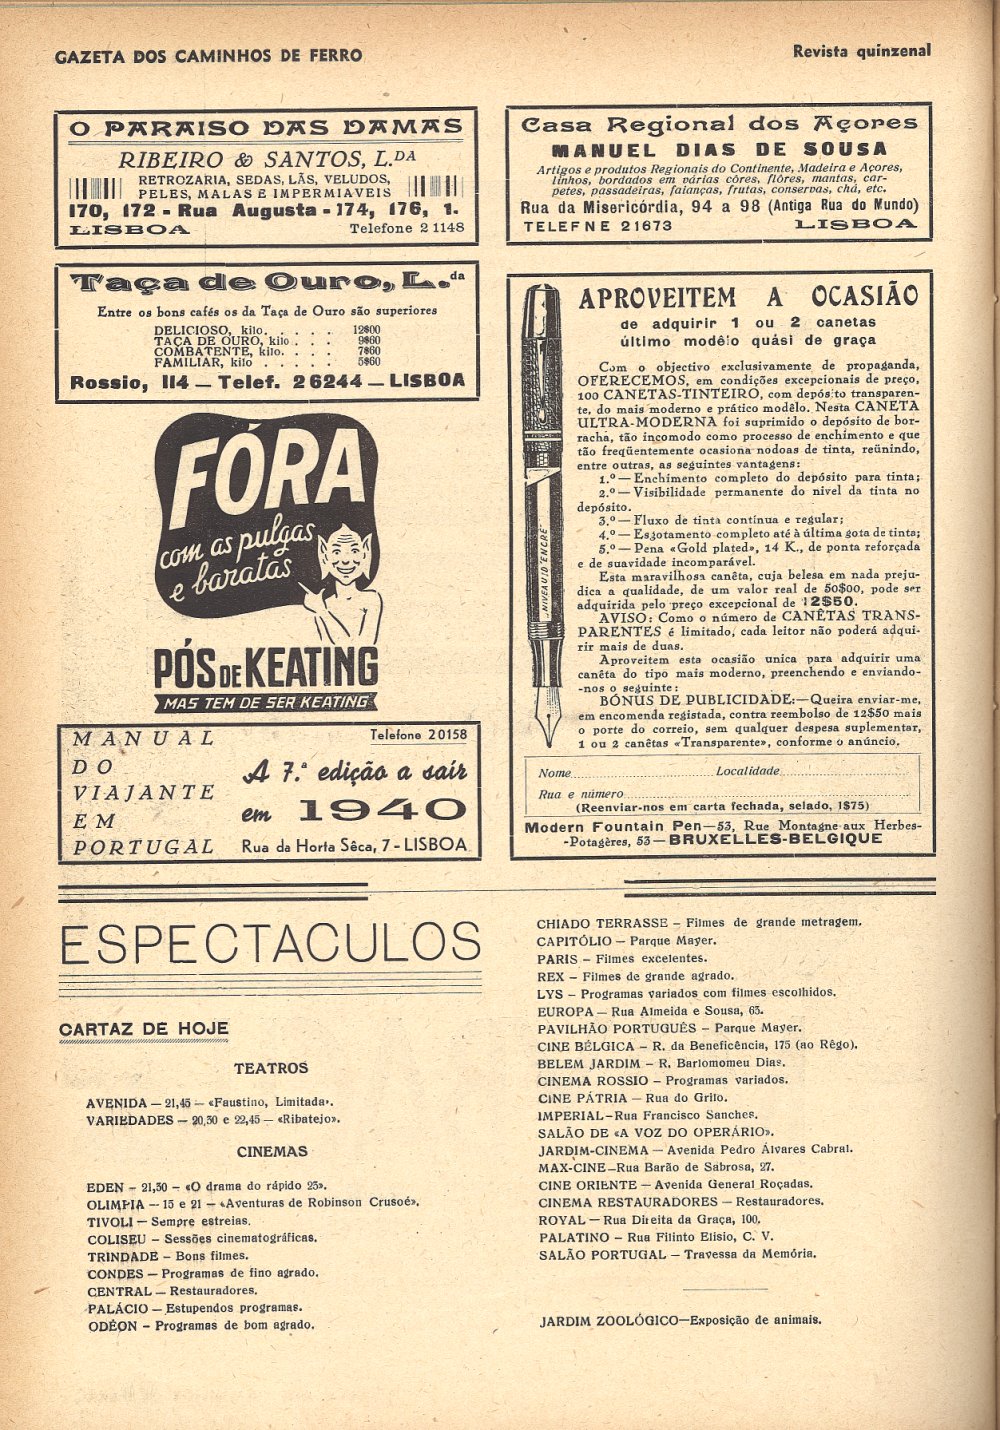 GAZETA DOS CAMINHOS DE FERRO
Revista quinzenal
O PARAISO DAS DAMAS
RIBEIRO & SANTOS, L.DA
RETROZARIA, SEDAS, LÃS, VELUDOS,
PELES, MALAS E IMPERMIAVEIS
170, 172 - Rua Augusta - 174, 176, 1.
LISBOA Telefone 2 1148
Taça de Ouro, L.da
Entre os bons cafés os da Taça de Ouro são superiores
DELICIOSO, kilo. . . . . 12$00
TAÇA DE OURO, kilo . . . 9$60
COMBATENTE, kilo. . . . 7$60
FAMILIAR, kilo . . . . . 5$60
Rossio, 114 — Telef. 2 6244 — LISBOA
FÓRA
com as pulgas
e baratas
PÓS DE KEATING
MAS TEM DE SER KEATING
MANUAL
DO
VIAJANTE
EM
PORTUGAL
Telefone 2 0158
A 7.ª edição a saír
em 1940
Rua da Horta Sêca, 7 - LISBOA
Casa Regional dos Açores
MANUEL DIAS DE SOUSA
Artigos e produtos Regionais do Continente, Madeira e Açores,
linhos, bordados em várias côres, flôres, mantas, car-
petes, passadeiras, faianças, frutas, conservas, chá, etc.
Rua da Misericórdia, 94 a 98 (Antiga Rua do Mundo)
TELEFNE 2 1673 LISBOA
APROVEITEM A OCASIÃO
de adquirir 1 ou 2 canetas
último modêlo quási de graça
NIVEAU D'ENCRE
Com o objectivo exclusivamente de propaganda,
OFERECEMOS, em condições excepcionais de preço,
100 CANETAS-TINTEIRO, com depósito transparen-
te, do mais moderno e prático modêlo. Nesta CANETA
ULTRA-MODERNA foi suprimido o depósito de bor-
rachá, tão incomodo como processo de enchimento e que
tão freqüentemente ocasiona nodoas de tinta, reünindo,
entre outras, as seguintes vantagens:
1.º — Enchimento completo do depósito para tinta;
2.º — Visibilidade permanente do nivel da tinta no
depósito.
3.º — Fluxo de tinta contínua e regular;
4.º — Esgotamento completo até à última gota de tinta;
5.º — Pena «Gold plated», 14 K., de ponta reforçada
e de suavidade incomparável.
Esta maravilhosa canêta, cuja belesa em nada preju-
dica a qualidade, de um valor real de 50$00, pode ser
adquirida pelo preço excepcional de 12$50.
AVISO: Como o número de CANÊTAS TRANS-
PARENTES é limitado, cada leitor não poderá adqui-
rir mais de duas.
Aproveitem esta ocasião unica para adquirir uma
canêta do tipo mais moderno, preenchendo e enviando-
-nos o seguinte:
BÓNUS DE PUBLICIDADE:—Queira enviar-me,
em encomenda registada, contra reembolso de 12$50 mais
o porte do correio, sem qualquer despesa suplementar,
1 ou 2 canêtas «Transparente», conforme o anúncio.
Nome Localidade
Rua e número
(Reenviar-nos em carta fechada, selado, 1$75)
Modern Fountain Pen—53, Rue Montagne aux Herbes-
-Potagères, 53—BRUXELLES-BELGIQUE
ESPECTACULOS
CARTAZ DE HOJE
TEATROS
AVENIDA — 21,45 — «Faustino, Limitada».
VARIEDADES — 20,30 e 22,45 — «Ribatejo».
CINEMAS
EDEN — 21,30 — «O drama do rápido 23».
OLIMPIA — 15 e 21 — «Aventuras de Robinson Crusoé».
TIVOLI — Sempre estreias.
COLISEU — Sessões cinematográficas.
TRINDADE — Bons filmes.
CONDES — Programas de fino agrado.
CENTRAL — Restauradores.
PALÁCIO — Estupendos programas.
ODÉON — Programas de bom agrado.
CHIADO TERRASSE — Filmes de grande metragem.
CAPITÓLIO — Parque Mayer.
PARIS — Filmes excelentes.
REX — Filmes de grande agrado.
LYS — Programas variados com filmes escolhidos.
EUROPA — Rua Almeida e Sousa, 65.
PAVILHÃO PORTUGUÊS — Parque Mayer.
CINE BÉLGICA — R. da Beneficência, 175 (ao Rêgo).
BELEM JARDIM — R. Bartomomeu Dias.
CINEMA ROSSIO — Programas variados.
CINE PÁTRIA — Rua do Grilo.
IMPERIAL—Rua Francisco Sanches.
SALÃO DE «A VOZ DO OPERÁRIO».
JARDIM-CINEMA — Avenida Pedro Álvares Cabral.
MAX-CINE—Rua Barão de Sabrosa, 27.
CINE ORIENTE — Avenida General Roçadas.
CINEMA RESTAURADORES — Restauradores.
ROYAL — Rua Direita da Graça, 100.
PALATINO — Rua Filinto Elisio, C. V.
SALÃO PORTUGAL — Travessa da Memória.
JARDIM ZOOLÓGICO—Exposição de animais.